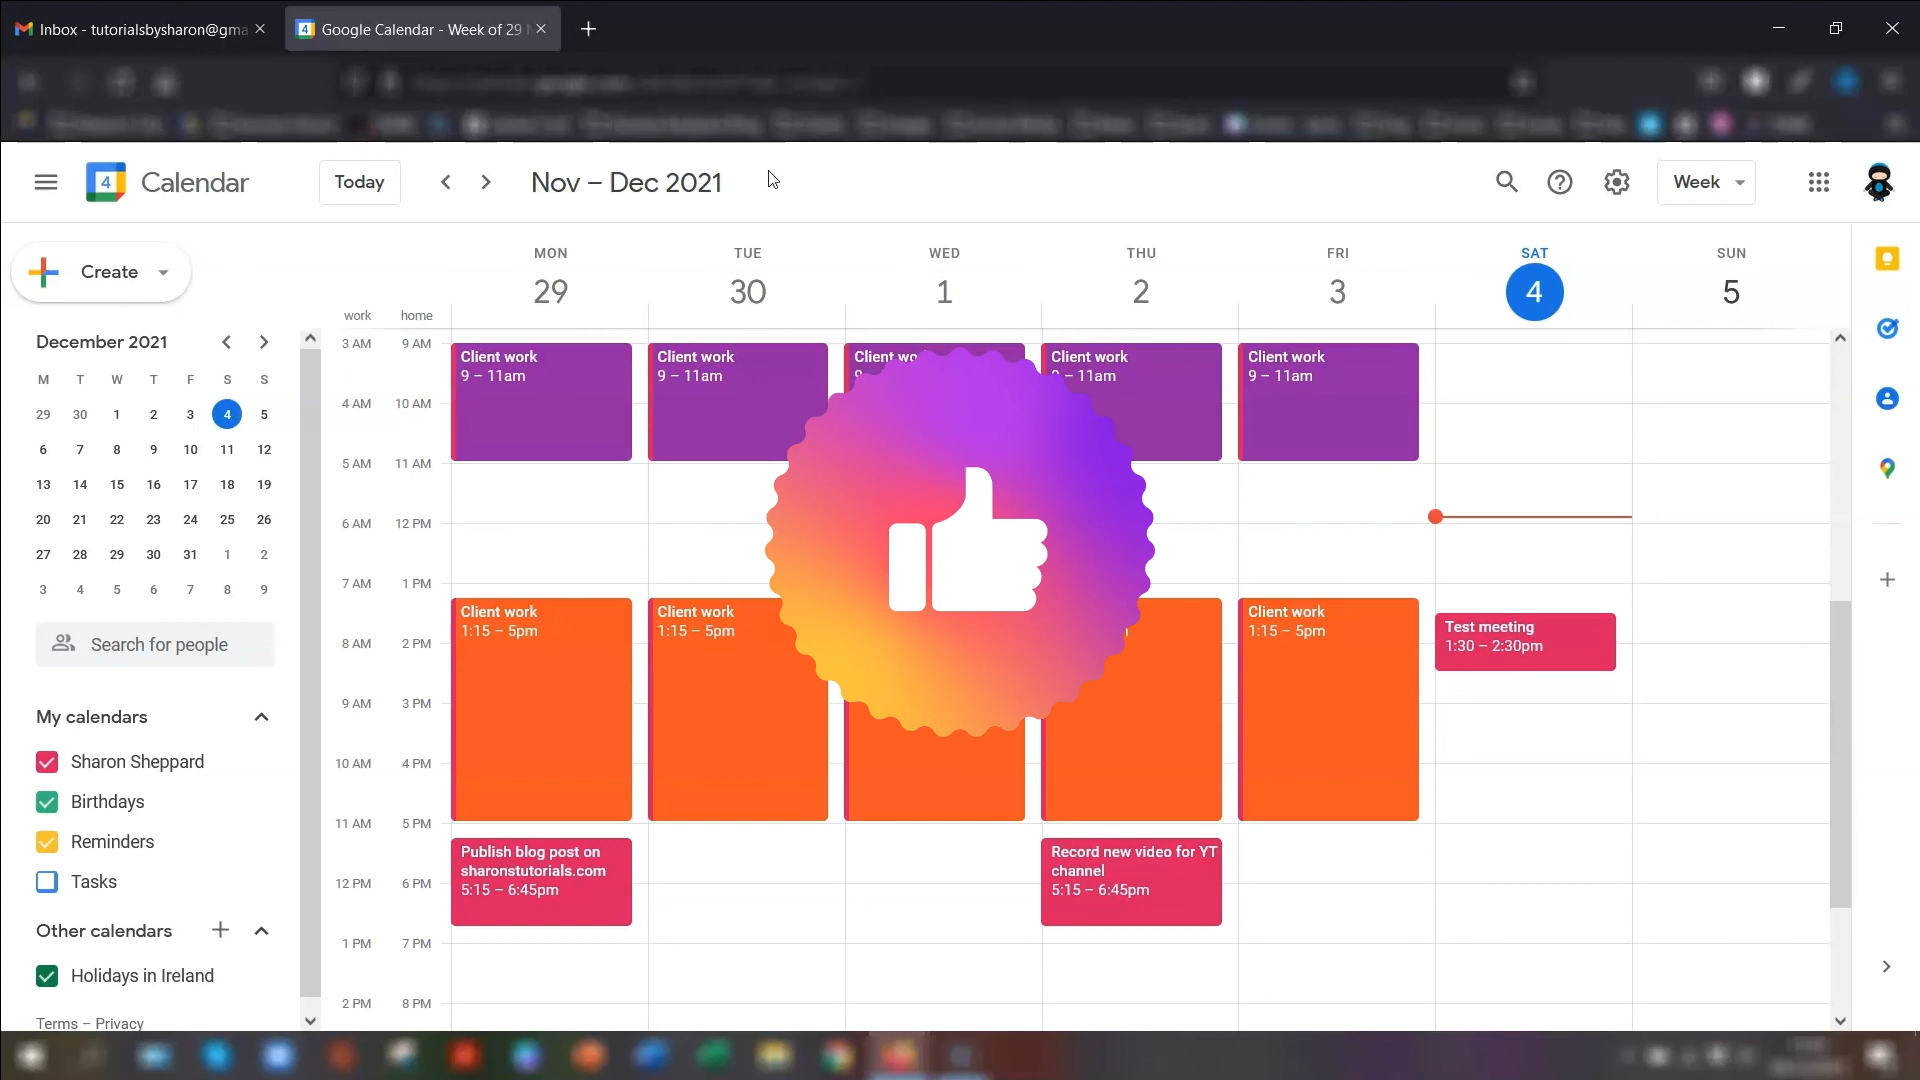 Inbox - tutorialsbysharon@gma
Google Calendar - Week of 29
4 Calendar
Today
Nov – Dec 2021
Week
Create
December 2021
M T W T F S S
29 30 1 2 3 4 5
6 7 8 9 10 11 12
13 14 15 16 17 18 19
20 21 22 23 24 25 26
27 28 29 30 31 1 2
3 4 5 6 7 8 9
Search for people
My calendars
Sharon Sheppard
Birthdays
Reminders
Tasks
Other calendars
Holidays in Ireland
Terms – Privacy
MON TUE WED THU FRI SAT SUN
29 30 1 2 3 4 5
work home
3 AM 9 AM
4 AM 10 AM
5 AM 11 AM
6 AM 12 PM
7 AM 1 PM
8 AM 2 PM
9 AM 3 PM
10 AM 4 PM
11 AM 5 PM
12 PM 6 PM
1 PM 7 PM
2 PM 8 PM
Client work
9 – 11am
Client work
1:15 – 5pm
Publish blog post on
sharonstutorials.com
5:15 – 6:45pm
Client work
9 – 11am
Client work
1:15 – 5pm
Client
Client work
– 11am
Record new video for YT
channel
5:15 – 6:45pm
Client work
9 – 11am
Client work
1:15 – 5pm
Test meeting
1:30 – 2:30pm